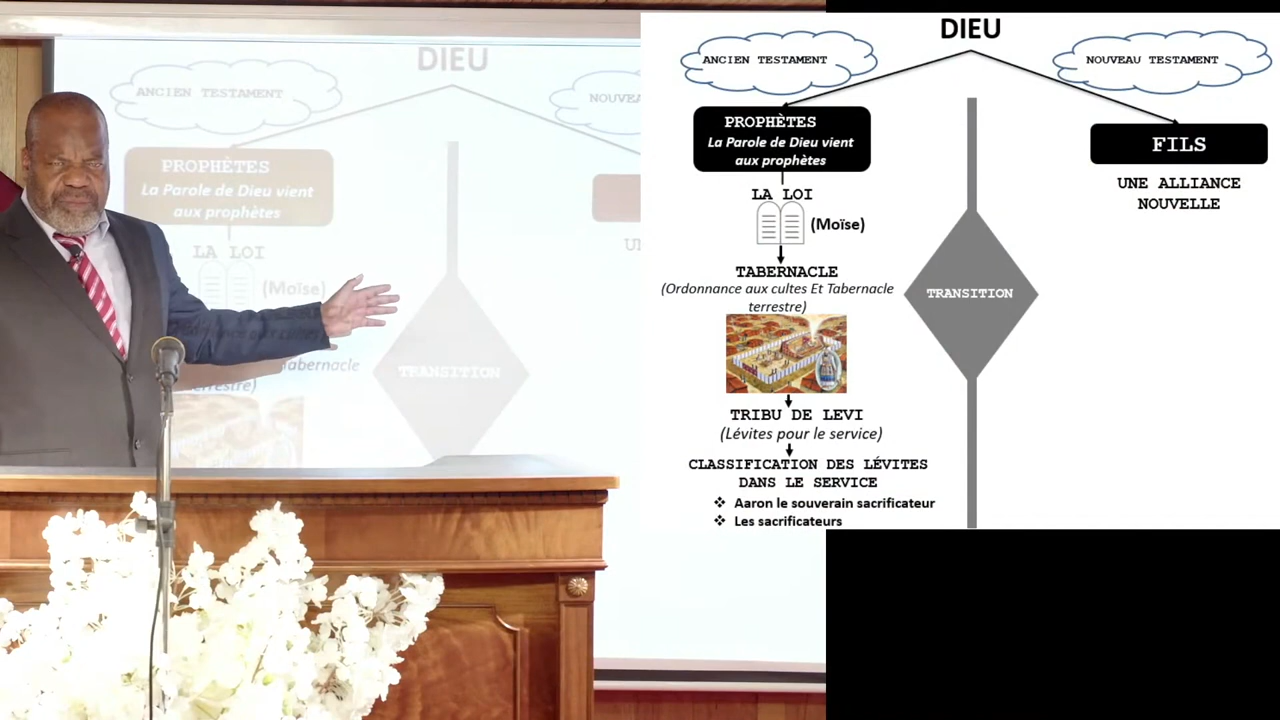 DIEU
ANCIEN TESTAMENT
NOUVEA
PROPHÈTES
La Parole de Dieu vient
aux prophètes
LA LOI
(Moïse)
Tabernacle
terrestre)
TRANSITION
DIEU
ANCIEN TESTAMENT
NOUVEAU TESTAMENT
PROPHÈTES
La Parole de Dieu vient
aux prophètes
FILS
UNE ALLIANCE
NOUVELLE
LA LOI
(Moïse)
TABERNACLE
(Ordonnance aux cultes Et Tabernacle
terrestre)
TRANSITION
TRIBU DE LEVI
(Lévites pour le service)
CLASSIFICATION DES LÉVITES
DANS LE SERVICE
❖ Aaron le souverain sacrificateur
❖ Les sacrificateurs